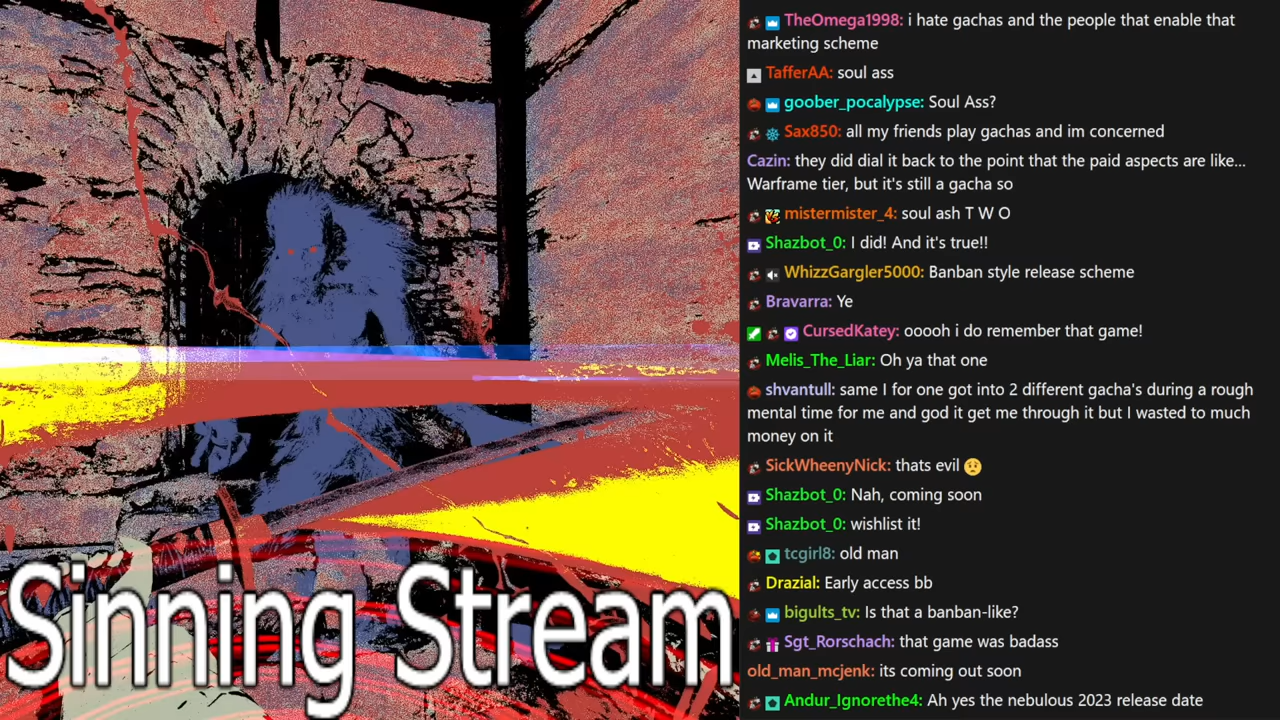 TheOmega1998: i hate gachas and the people that enable that
marketing scheme
TafferAA: soul ass
goober_pocalypse: Soul Ass?
Sax850: all my friends play gachas and im concerned
Cazin: they did dial it back to the point that the paid aspects are like...
Warframe tier, but it's still a gacha so
mistermister_4: soul ash T W O
Shazbot_0: I did! And it's true!!
WhizzGargler5000: Banban style release scheme
Bravarra: Ye
CursedKatey: ooooh i do remember that game!
Melis_The_Liar: Oh ya that one
shvantull: same I for one got into 2 different gacha's during a rough
mental time for me and god it get me through it but I wasted to much
money on it
SickWheenyNick: thats evil 😟
Shazbot_0: Nah, coming soon
Shazbot_0: wishlist it!
tcgirl8: old man
Drazial: Early access bb
bigults_tv: Is that a banban-like?
Sgt_Rorschach: that game was badass
old_man_mcjenk: its coming out soon
Andur_Ignorethe4: Ah yes the nebulous 2023 release date
Sinning Stream